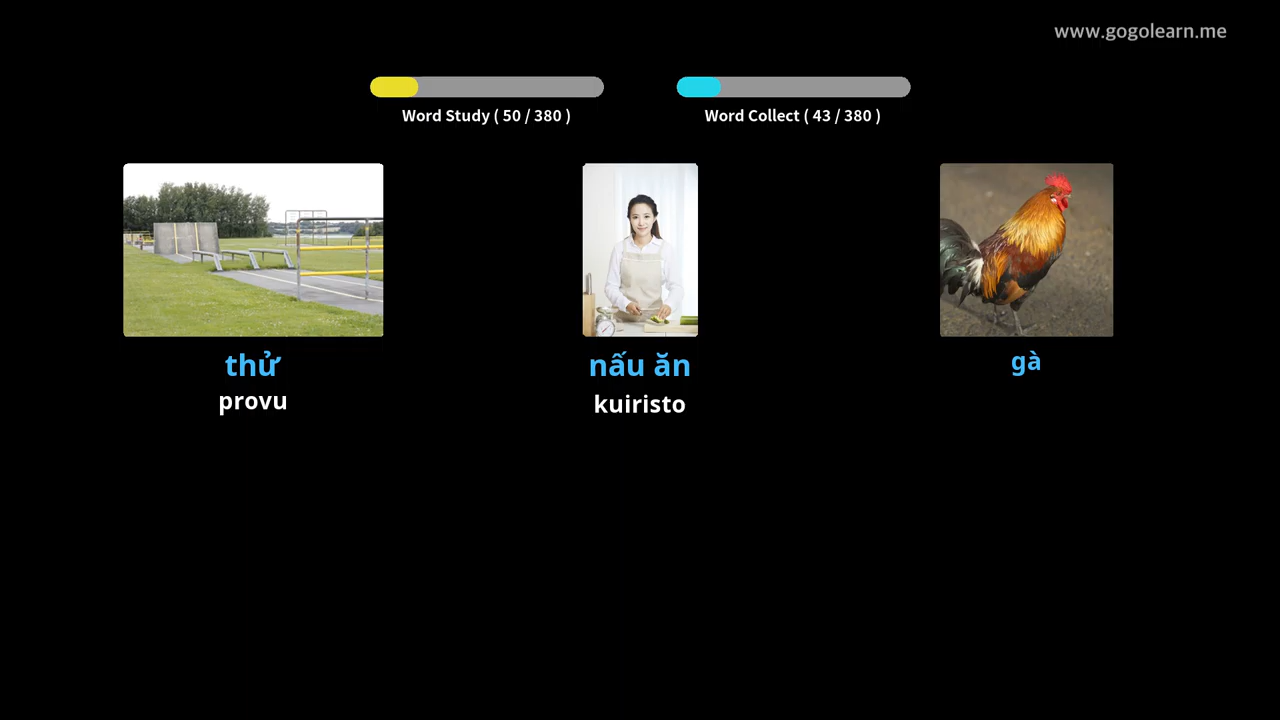 www.gogolearn.me
Word Study ( 50 / 380 )
Word Collect ( 43 / 380 )
thử
provu
nấu ăn
kuiristo
gà